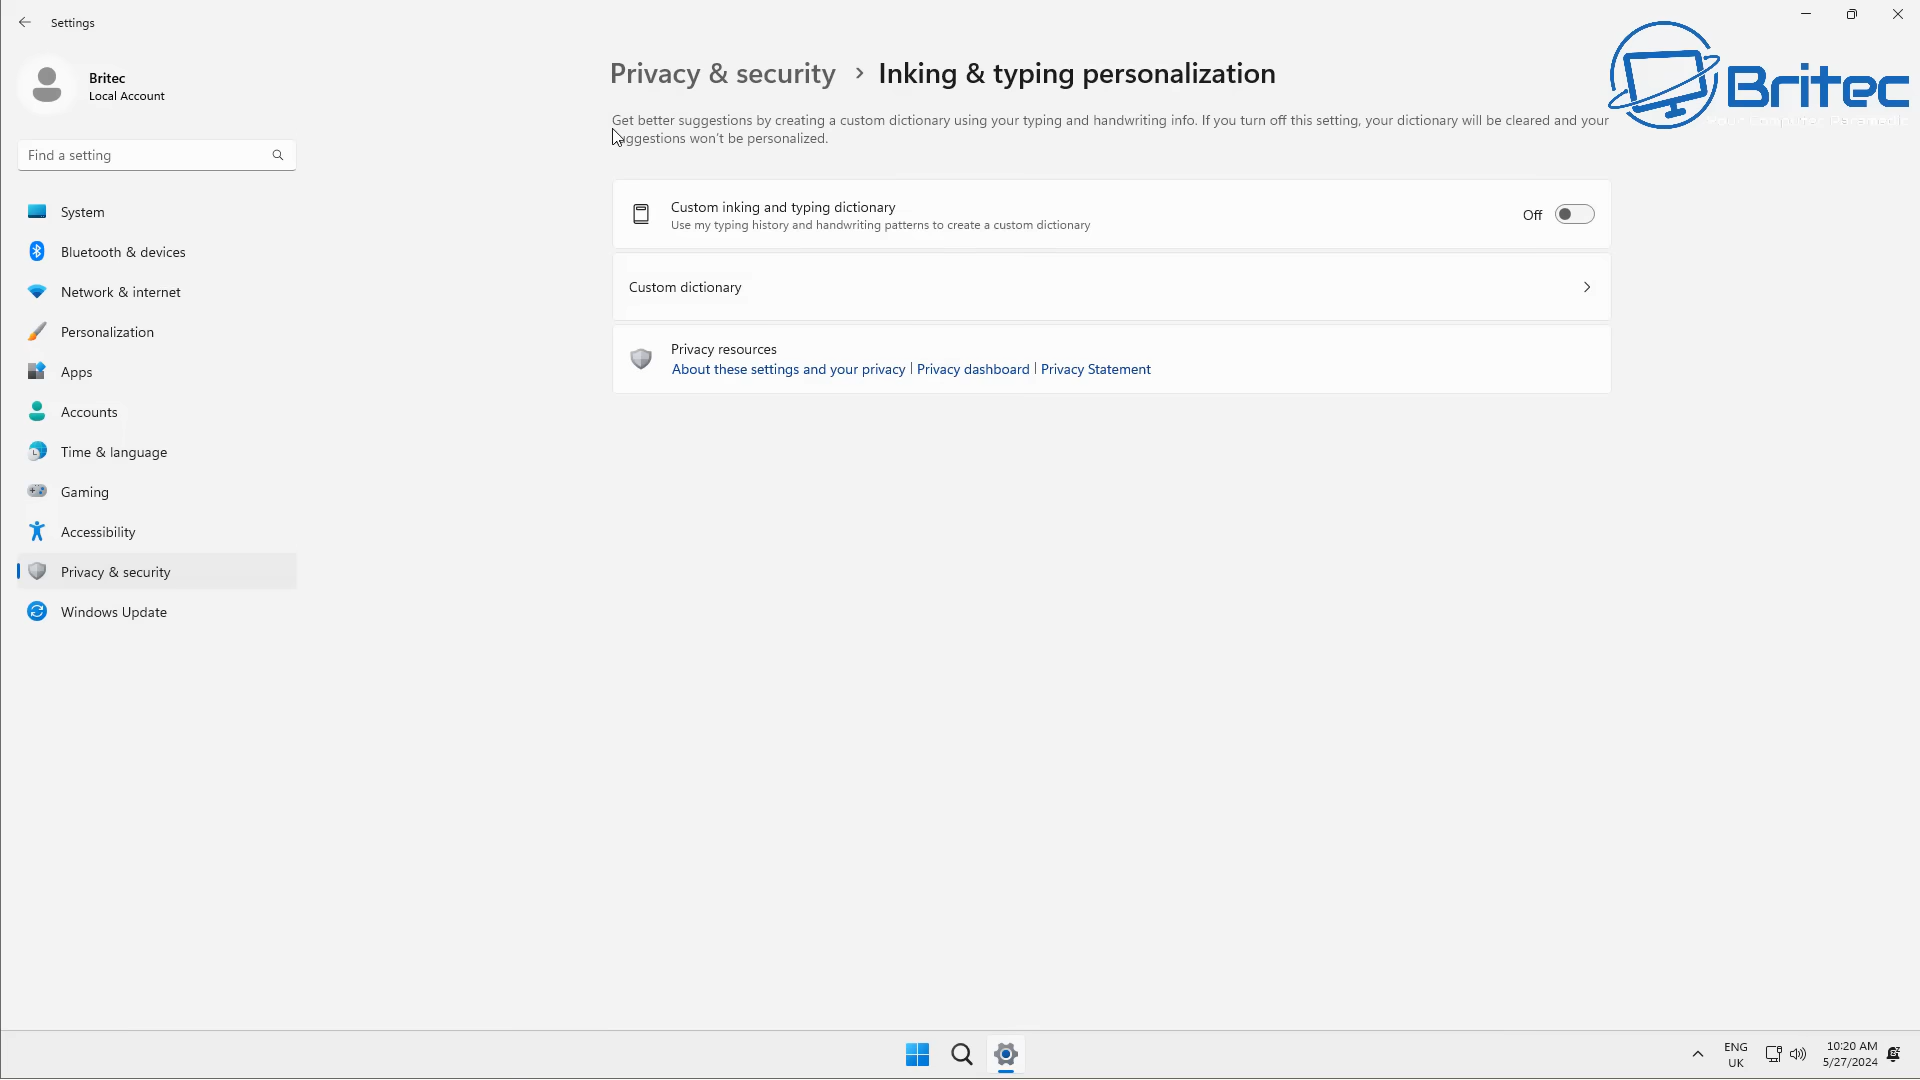 Settings
Britec
Local Account
Find a setting
System
Bluetooth & devices
Network & internet
Personalization
Apps
Accounts
Time & language
Gaming
Accessibility
Privacy & security
Windows Update
Privacy & security > Inking & typing personalization
Get better suggestions by creating a custom dictionary using your typing and handwriting info. If you turn off this setting, your dictionary will be cleared and your
suggestions won't be personalized.
Custom inking and typing dictionary
Use my typing history and handwriting patterns to create a custom dictionary
Off
Custom dictionary
Privacy resources
About these settings and your privacy | Privacy dashboard | Privacy Statement
Britec
ENG
UK
10:20 AM
5/27/2024